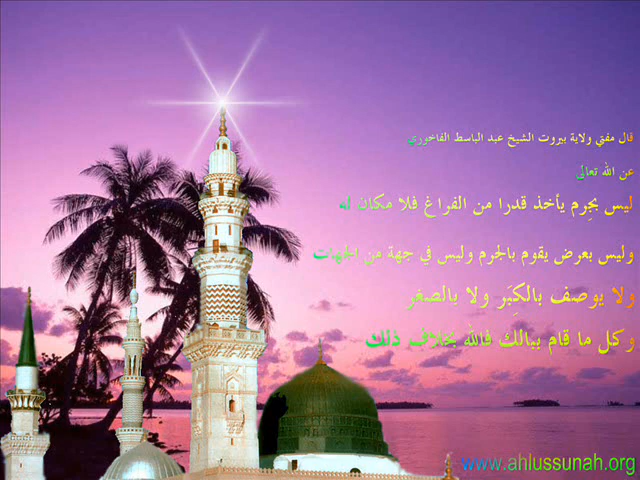 قال مفتي ولاية بيروت الشيخ عبد الباسط الفاخوري
عن الله تعالى
ليس بجِرم يأخذ قدرا من الفراغ فلا مكان له
وليس بعرض يقوم بالجرم وليس في جهة من الجهات
ولا يوصف بالكِبَر ولا بالصغر
وكل ما قام ببالك فالله بخلاف ذلك
www.ahlussunah.org